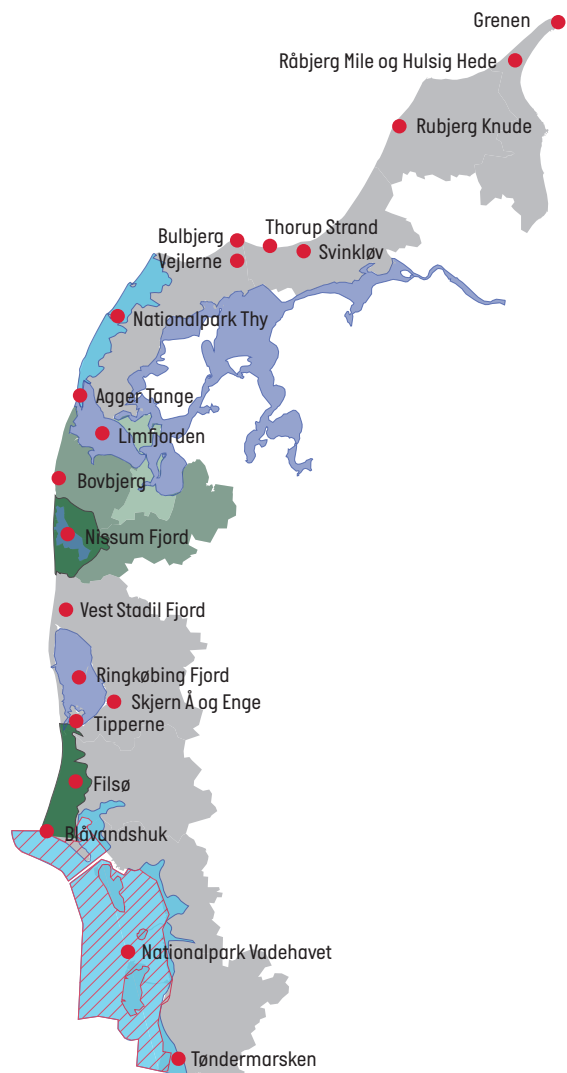 Grenen
Råbjerg Mile og Hulsig Hede
Rubjerg Knude
Thorup Strand
Bulbjerg
Svinkløv
Vejlerne
Nationalpark Thy
Agger Tange
Limfjorden
Bovbjerg
Nissum Fjord
Vest Stadil Fjord
Ringkøbing Fjord
Skjern Å og Enge
Tipperne
Filsø
Blåvandshuk
Nationalpark Vadehavet
Tøndermarsken